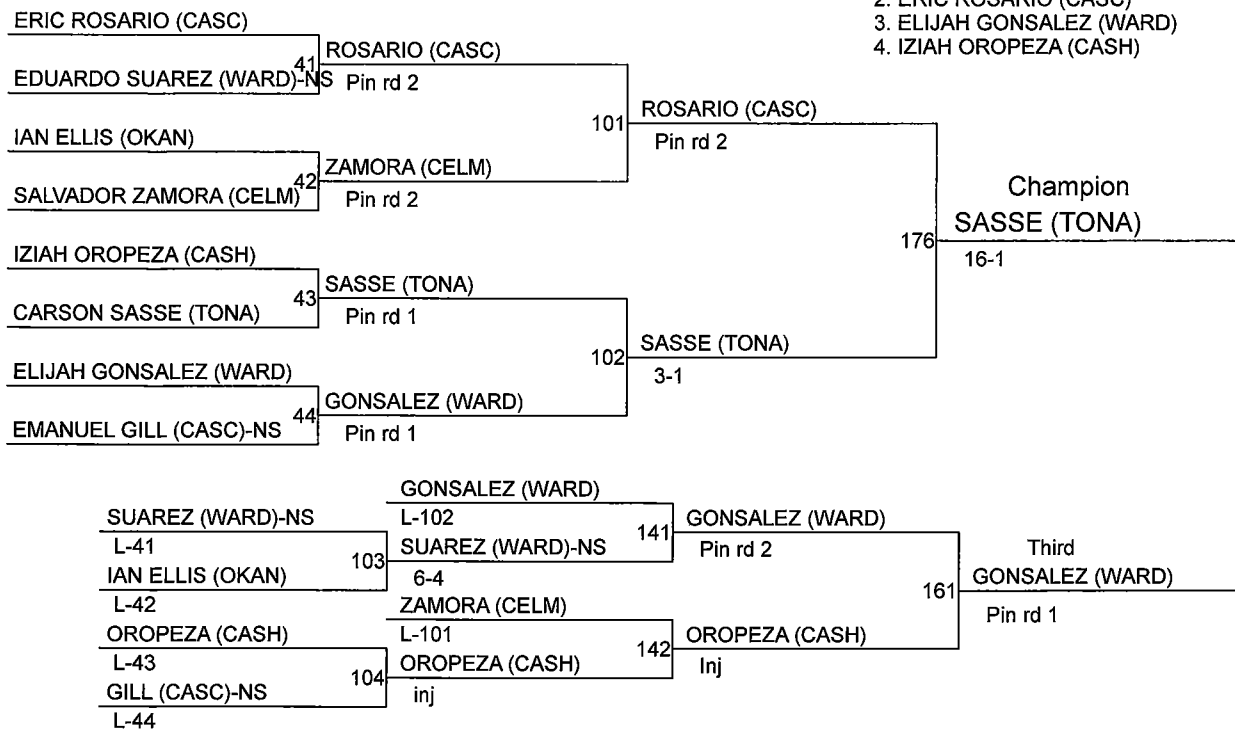 2. ERIC ROSARIO (CASC)
3. ELIJAH GONSALEZ (WARD)
4. IZIAH OROPEZA (CASH)
ERIC ROSARIO (CASC)
41
ROSARIO (CASC)
EDUARDO SUAREZ (WARD)-NS
Pin rd 2
101
ROSARIO (CASC)
IAN ELLIS (OKAN)
Pin rd 2
42
ZAMORA (CELM)
SALVADOR ZAMORA (CELM)
Pin rd 2
Champion
176
SASSE (TONA)
16-1
IZIAH OROPEZA (CASH)
43
SASSE (TONA)
CARSON SASSE (TONA)
Pin rd 1
102
SASSE (TONA)
3-1
ELIJAH GONSALEZ (WARD)
44
GONSALEZ (WARD)
EMANUEL GILL (CASC)-NS
Pin rd 1
GONSALEZ (WARD)
SUAREZ (WARD)-NS
L-102
141
GONSALEZ (WARD)
L-41
103
SUAREZ (WARD)-NS
Pin rd 2
Third
IAN ELLIS (OKAN)
6-4
161
GONSALEZ (WARD)
L-42
ZAMORA (CELM)
Pin rd 1
OROPEZA (CASH)
L-101
142
OROPEZA (CASH)
L-43
104
OROPEZA (CASH)
Inj
GILL (CASC)-NS
inj
L-44